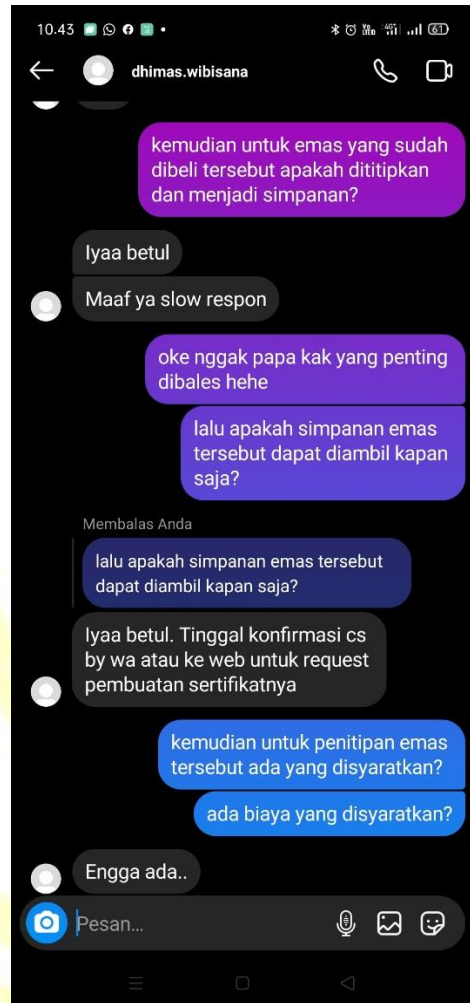 10.43
61
dhimas.wibisana
kemudian untuk emas yang sudah
dibeli tersebut apakah dititipkan
dan menjadi simpanan?
Iyaa betul
Maaf ya slow respon
oke nggak papa kak yang penting
dibales hehe
lalu apakah simpanan emas
tersebut dapat diambil kapan
saja?
Membalas Anda
lalu apakah simpanan emas tersebut
dapat diambil kapan saja?
Iyaa betul. Tinggal konfirmasi cs
by wa atau ke web untuk request
pembuatan sertifikatnya
kemudian untuk penitipan emas
tersebut ada yang disyaratkan?
ada biaya yang disyaratkan?
Engga ada..
Pesan...